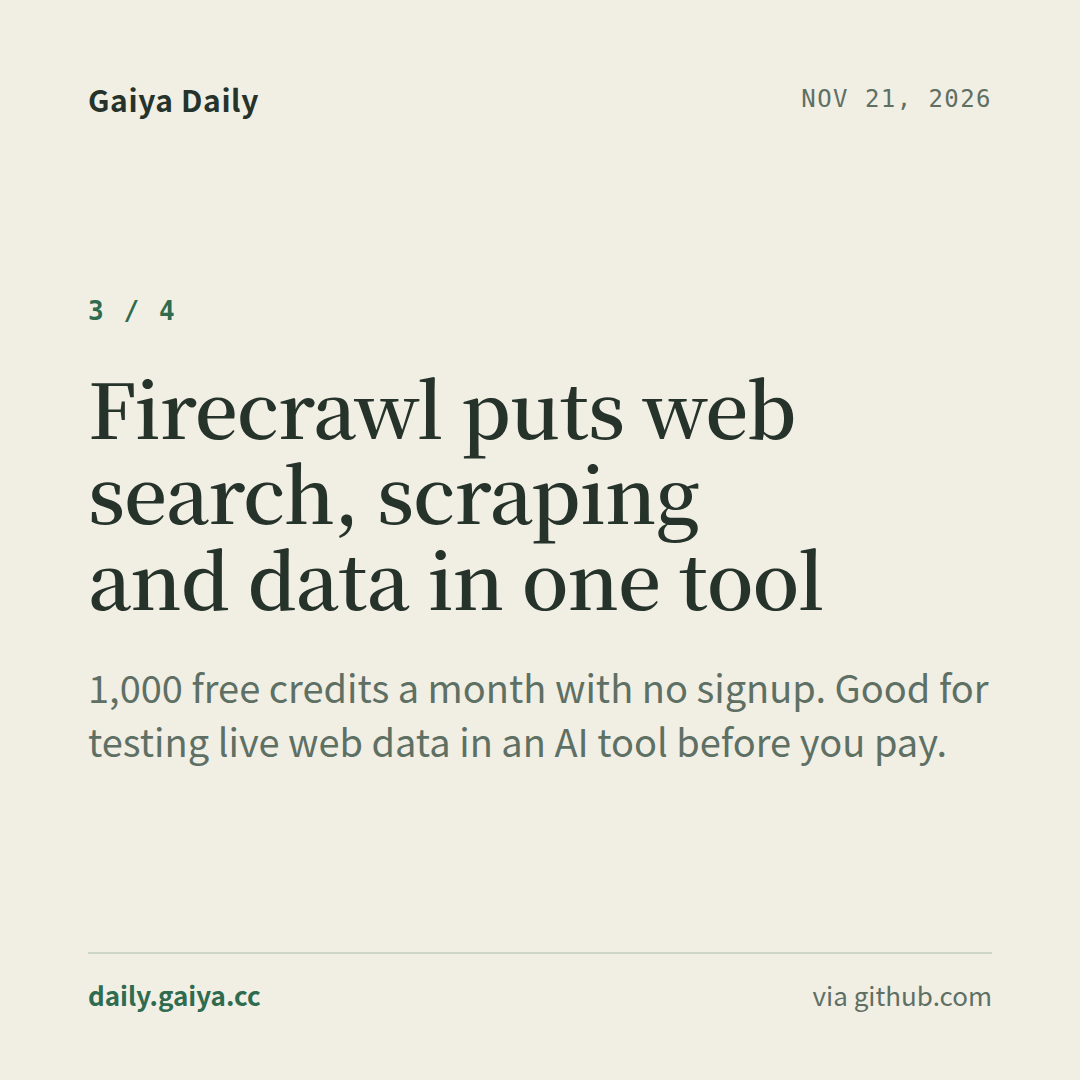 Gaiya Daily
NOV 21, 2026
3 / 4
Firecrawl puts web
search, scraping
and data in one tool
1,000 free credits a month with no signup. Good for
testing live web data in an AI tool before you pay.
daily.gaiya.cc
via github.com